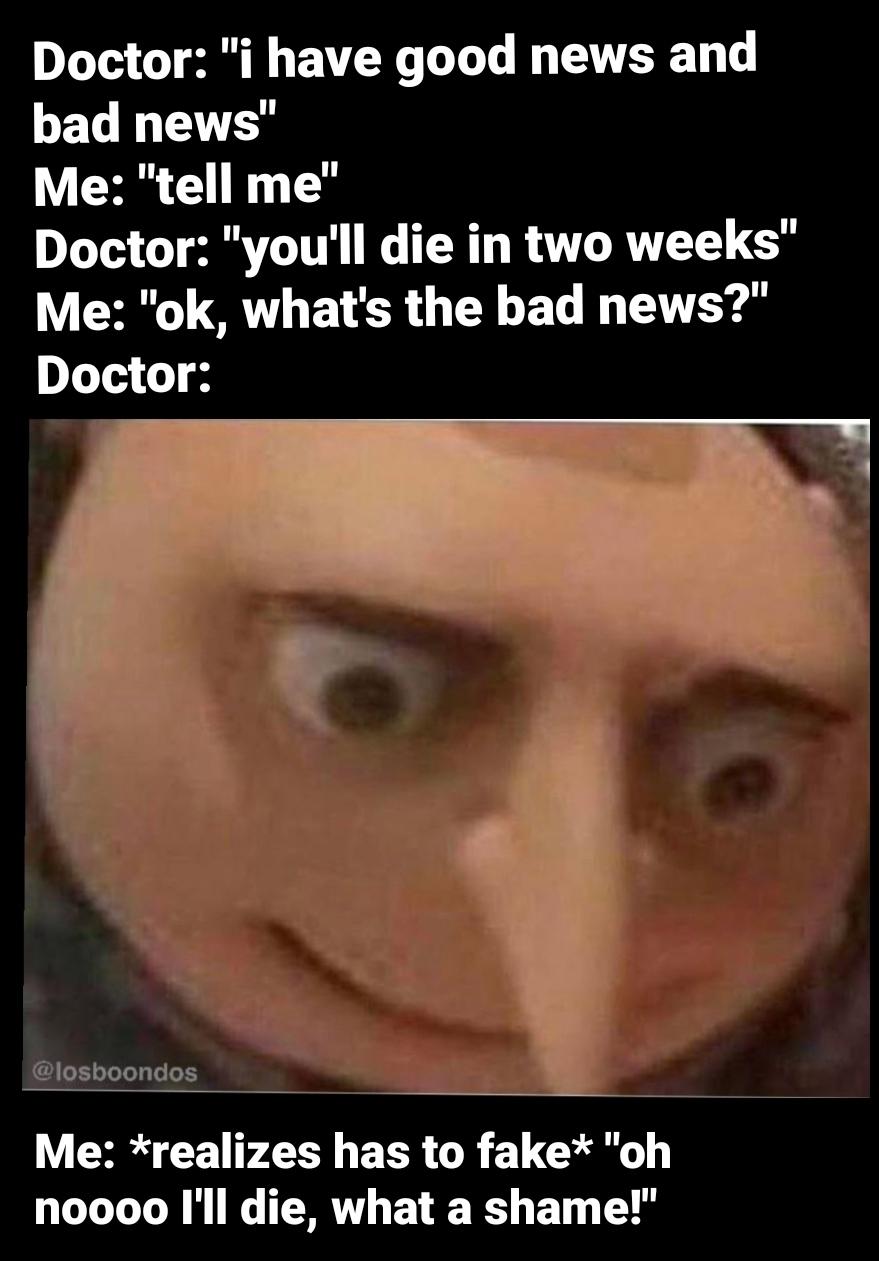 Doctor: "i have good news and
bad news"
Me: "tell me"
Doctor: "you'll die in two weeks"
Me: "ok, what's the bad news?"
Doctor:
@losboondos
Me: *realizes has to fake* "oh
noooo I'll die, what a shame!"